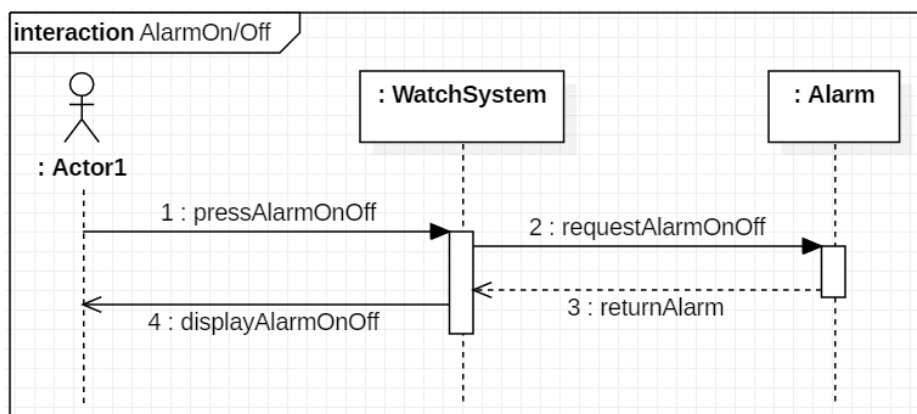 interaction AlarmOn/Off
: WatchSystem
: Alarm
: Actor1
1 : pressAlarmOnOff
2 : requestAlarmOnOff
3 : returnAlarm
4 : displayAlarmOnOff